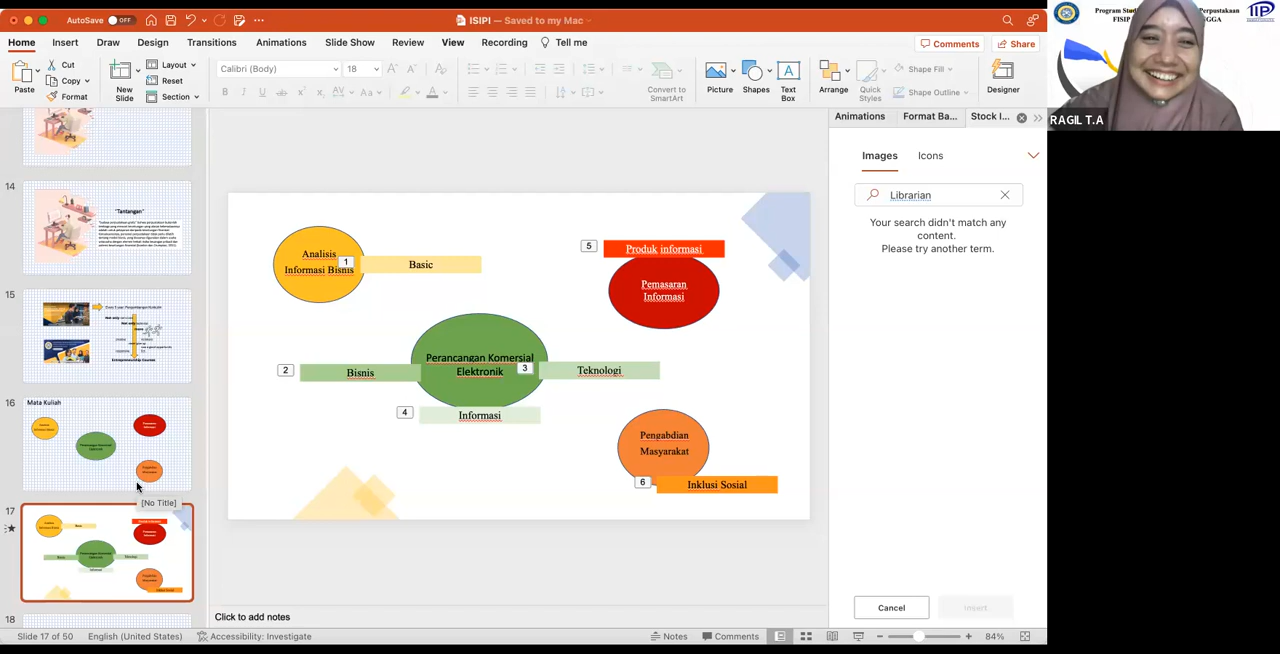 AutoSave OFF
ISIPI — Saved to my Mac
Home Insert Draw Design Transitions Animations Slide Show Review View Recording Tell me
Comments Share
Paste
Cut
Copy
Format
New Slide
Layout
Reset
Section
Calibri (Body) 18
Convert to SmartArt
Picture
Shapes
Text Box
Arrange
Quick Styles
Shape Fill
Shape Outline
Designer
Animations Format Ba... Stock I...
Images Icons
Librarian
Your search didn't match any
content.
Please try another term.
Cancel Insert
14
"Tantangan"
15
16
Mata Kuliah
[No Title]
17
18
Analisis
Informasi Bisnis
1
Basic
5
Produk informasi
Pemasaran
Informasi
Perancangan Komersial
Elektronik
2
Bisnis
3
Teknologi
4
Informasi
Pengabdian
Masyarakat
6
Inklusi Sosial
Click to add notes
Slide 17 of 50 English (United States) Accessibility: Investigate
Notes Comments 84%
Program Stud
Perpustakaan
FISIP
NGGA
IIP
RAGIL T.A